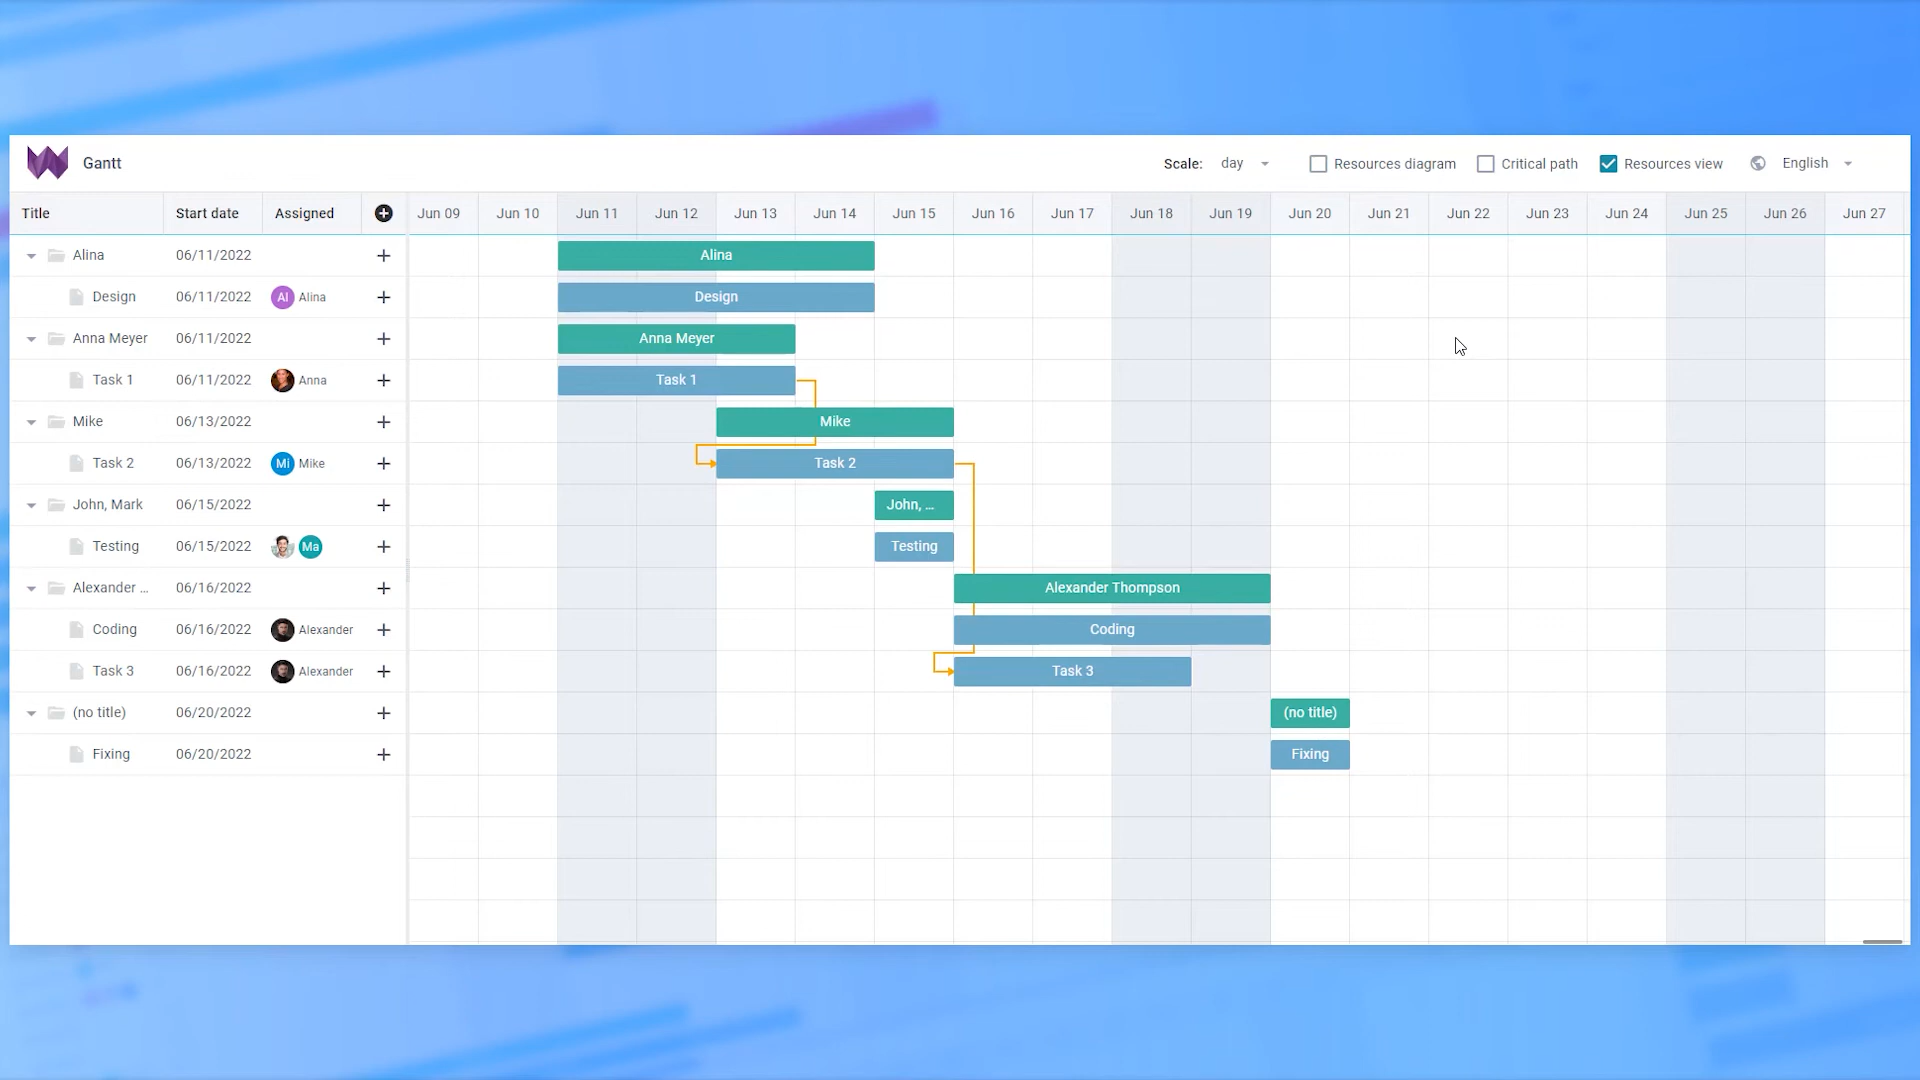 Gantt
Scale: day Resources diagram Critical path Resources view English
Title Start date Assigned Jun 09 Jun 10 Jun 11 Jun 12 Jun 13 Jun 14 Jun 15 Jun 16 Jun 17 Jun 18 Jun 19 Jun 20 Jun 21 Jun 22 Jun 23 Jun 24 Jun 25 Jun 26 Jun 27
Alina 06/11/2022 Alina
Design 06/11/2022 Al Alina Design
Anna Meyer 06/11/2022 Anna Meyer
Task 1 06/11/2022 Anna Task 1
Mike 06/13/2022 Mike
Task 2 06/13/2022 Mi Mike Task 2
John, Mark 06/15/2022 John, ...
Testing 06/15/2022 Ma Testing
Alexander ... 06/16/2022 Alexander Thompson
Coding 06/16/2022 Alexander Coding
Task 3 06/16/2022 Alexander Task 3
(no title) 06/20/2022 (no title)
Fixing 06/20/2022 Fixing